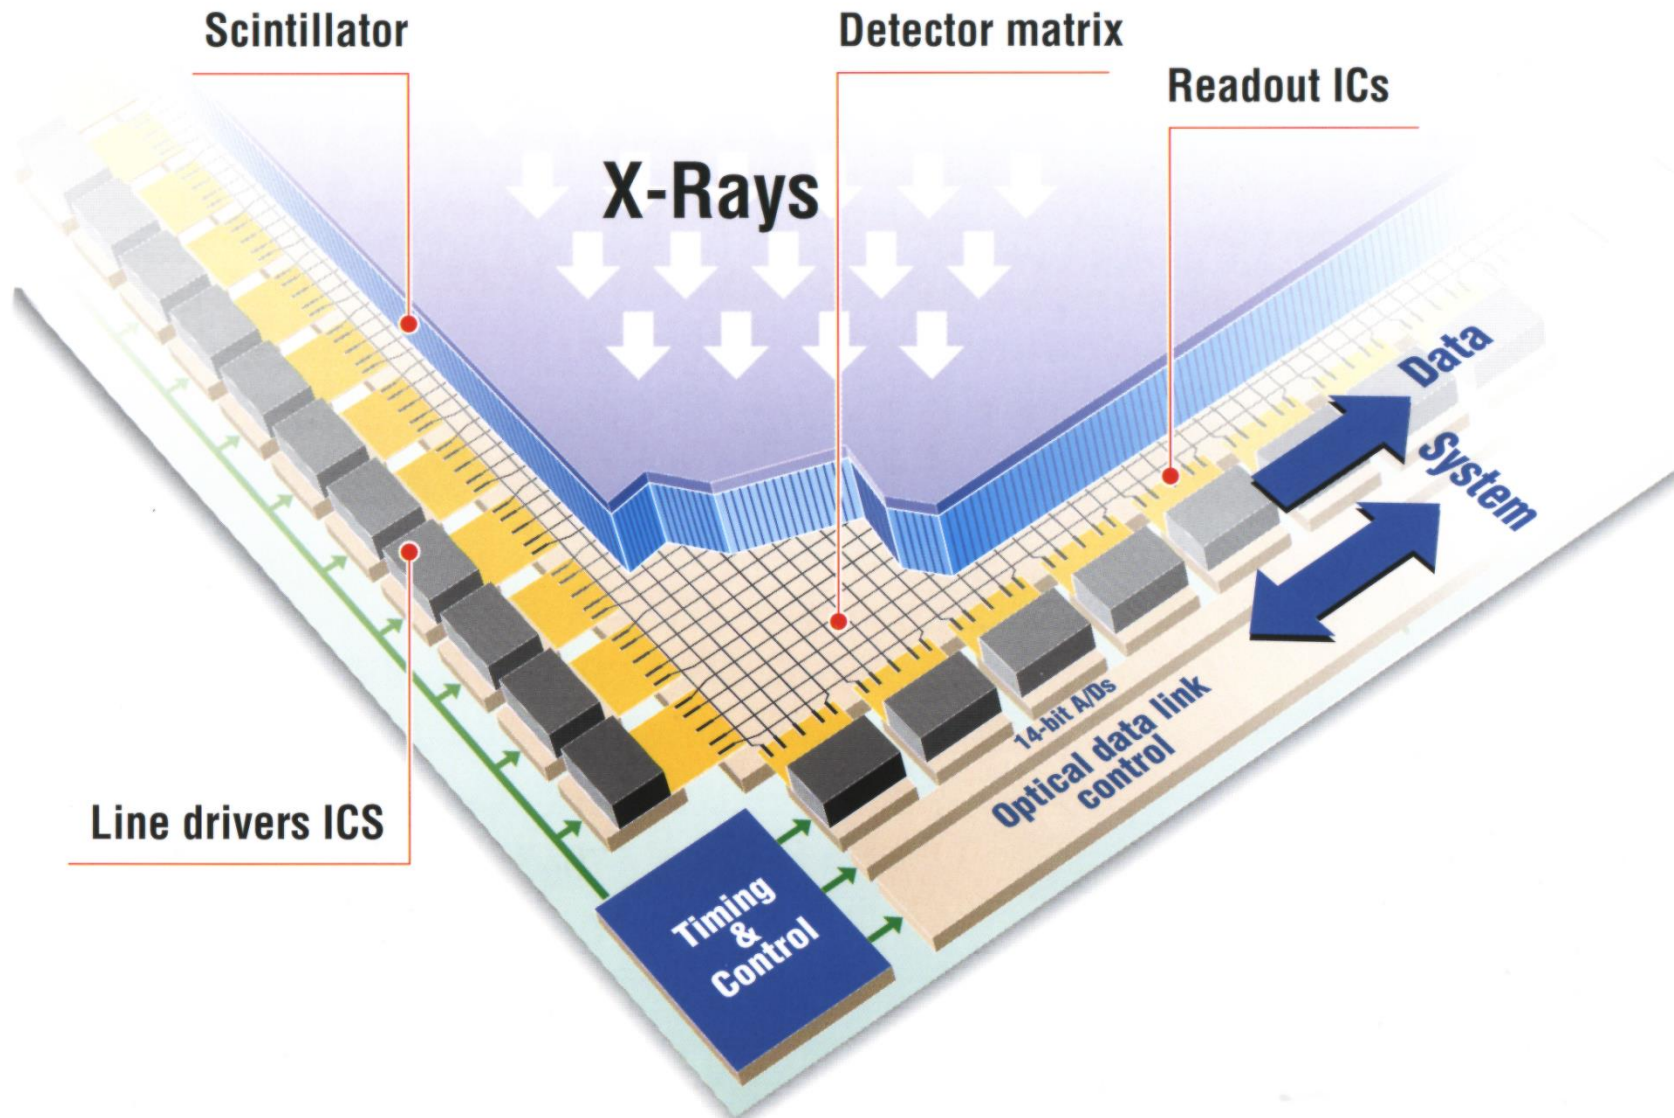 Scintillator
Detector matrix
Readout ICs
X-Rays
Data
System
14-bit A/Ds
Optical data link
control
Line drivers ICS
Timing
&
Control